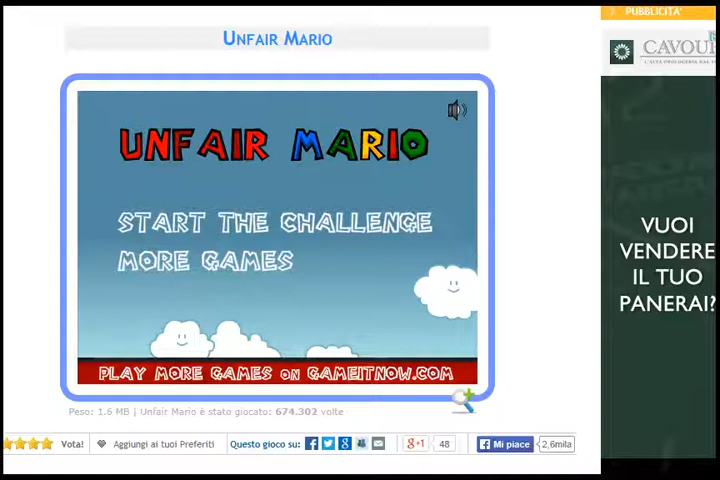 PUBBLICITA'
UNFAIR MARIO
UNFAIR MARIO
START THE CHALLENGE
MORE GAMES
PLAY MORE GAMES ON GAMEITNOW.COM
Peso: 1.6 MB | Unfair Mario è stato giocato: 674.302 volte
Vota! Aggiungi ai tuoi Preferiti Questo gioco su: g+1 48 Mi piace 2,6mila
VUOI
VENDERE
IL TUO
PANERAI?